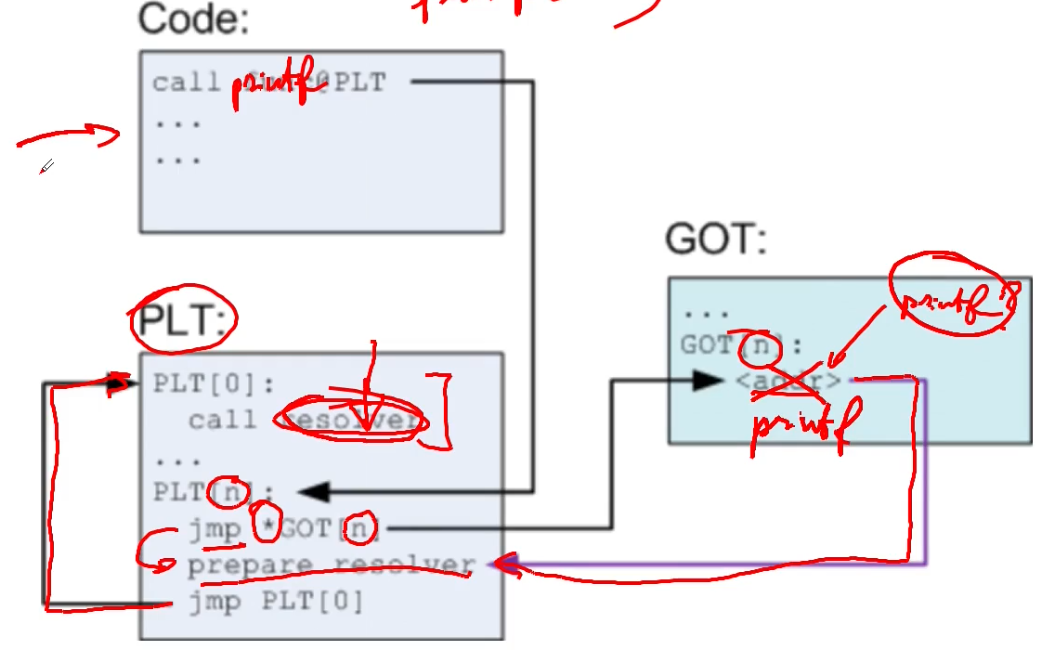 Code:
call printf@PLT
...
...
GOT:
PLT:
...
printf
GOT[n]:
PLT[0]:
<addr>
call resolver
printf
...
PLT[n]:
jmp *GOT[n]
prepare resolver
jmp PLT[0]